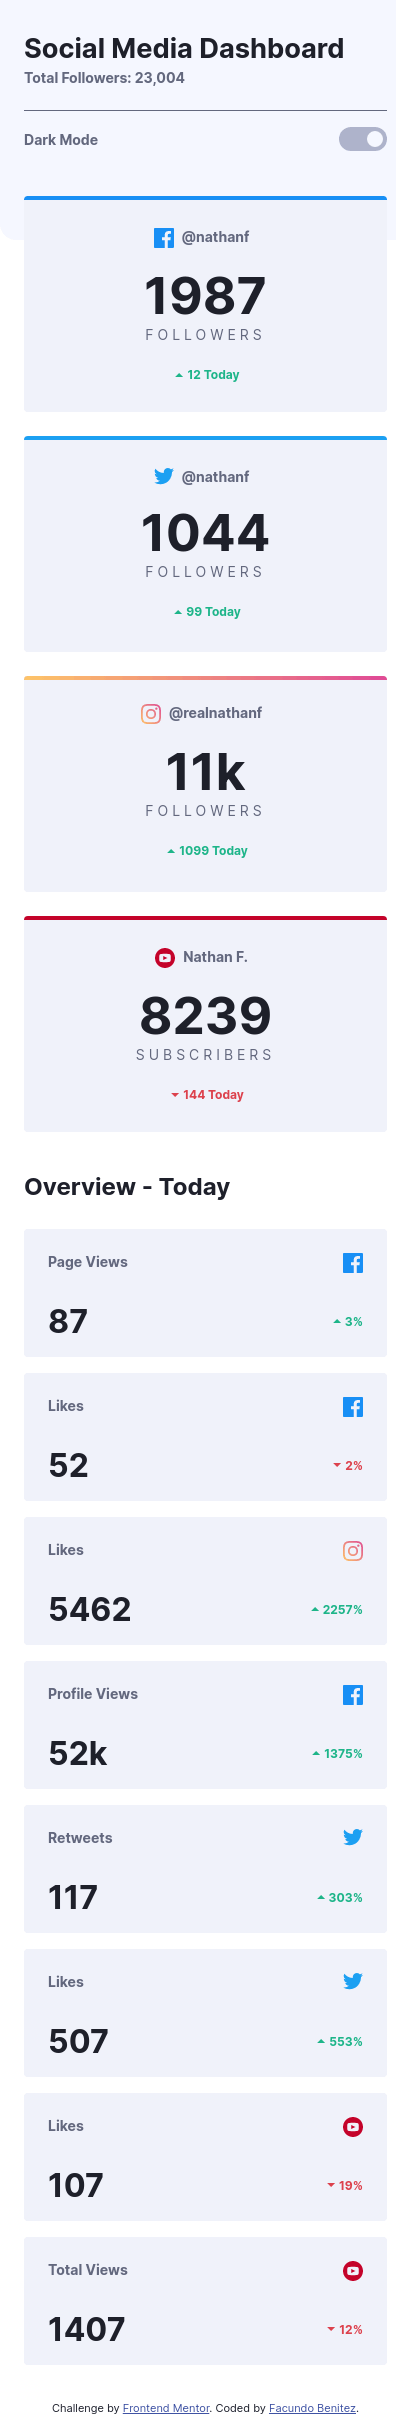 Social Media Dashboard
Total Followers: 23,004
Dark Mode
@nathanf
1987
FOLLOWERS
12 Today
@nathanf
1044
FOLLOWERS
99 Today
@realnathanf
11k
FOLLOWERS
1099 Today
Nathan F.
8239
SUBSCRIBERS
144 Today
Overview - Today
Page Views
87
3%
Likes
52
2%
Likes
5462
2257%
Profile Views
52k
1375%
Retweets
117
303%
Likes
507
553%
Likes
107
19%
Total Views
1407
12%
Challenge by Frontend Mentor. Coded by Facundo Benitez.